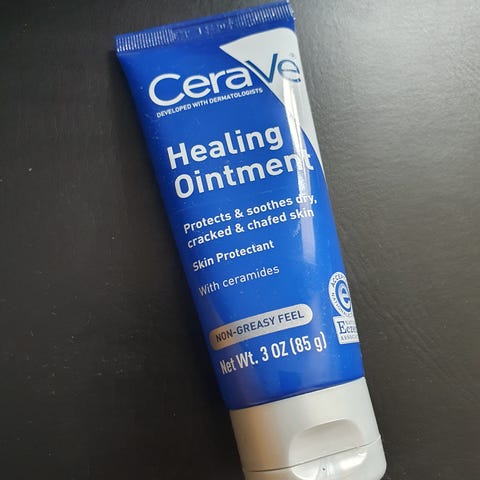 CeraVe
DEVELOPED WITH DERMATOLOGISTS
Healing
Ointment
Protects & soothes dry,
cracked & chafed skin
Skin Protectant
With ceramides
NON-GREASY FEEL
Net Wt. 3 OZ (85 g)